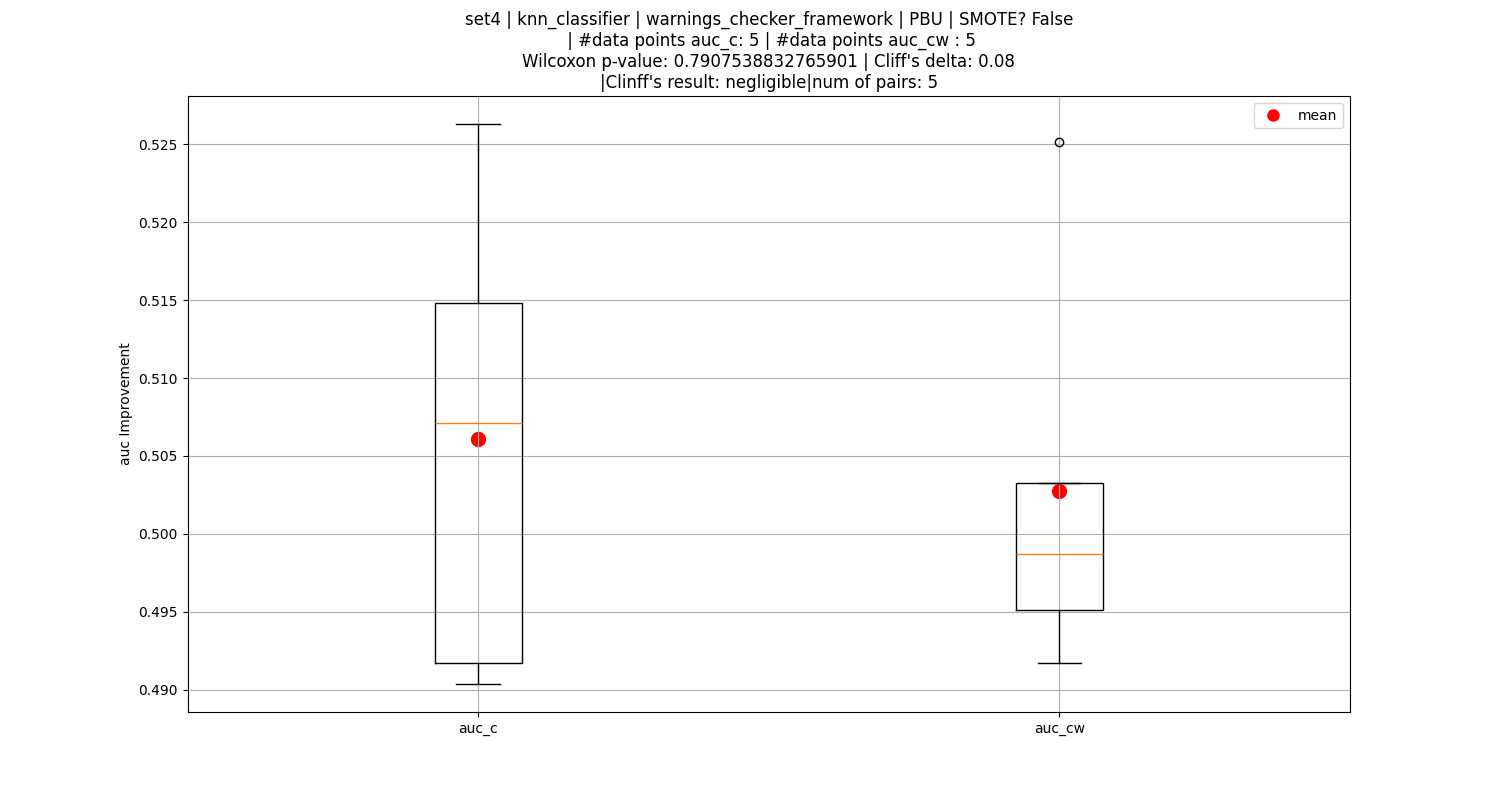 set4 | knn_classifier | warnings_checker_framework | PBU | SMOTE? False
| #data points auc_c: 5 | #data points auc_cw : 5
Wilcoxon p-value: 0.7907538832765901 | Cliff's delta: 0.08
|Clinff's result: negligible|num of pairs: 5
mean
0.525
0.520
0.515
0.510
0.505
0.500
0.495
0.490
auc Improvement
auc_c
auc_cw